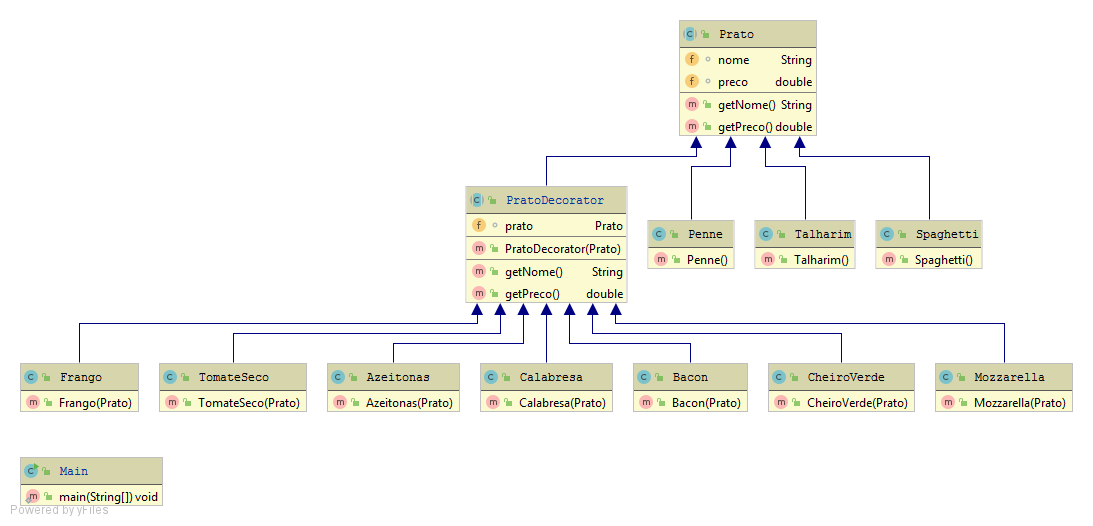 Prato
nome String
preco double
getNome() String
getPreco() double
PratoDecorator
prato Prato
PratoDecorator(Prato)
getNome() String
getPreco() double
Penne
Penne()
Talharim
Talharim()
Spaghetti
Spaghetti()
Frango
Frango(Prato)
TomateSeco
TomateSeco(Prato)
Azeitonas
Azeitonas(Prato)
Calabresa
Calabresa(Prato)
Bacon
Bacon(Prato)
CheiroVerde
CheiroVerde(Prato)
Mozzarella
Mozzarella(Prato)
Main
main(String[]) void
Powered by yFiles